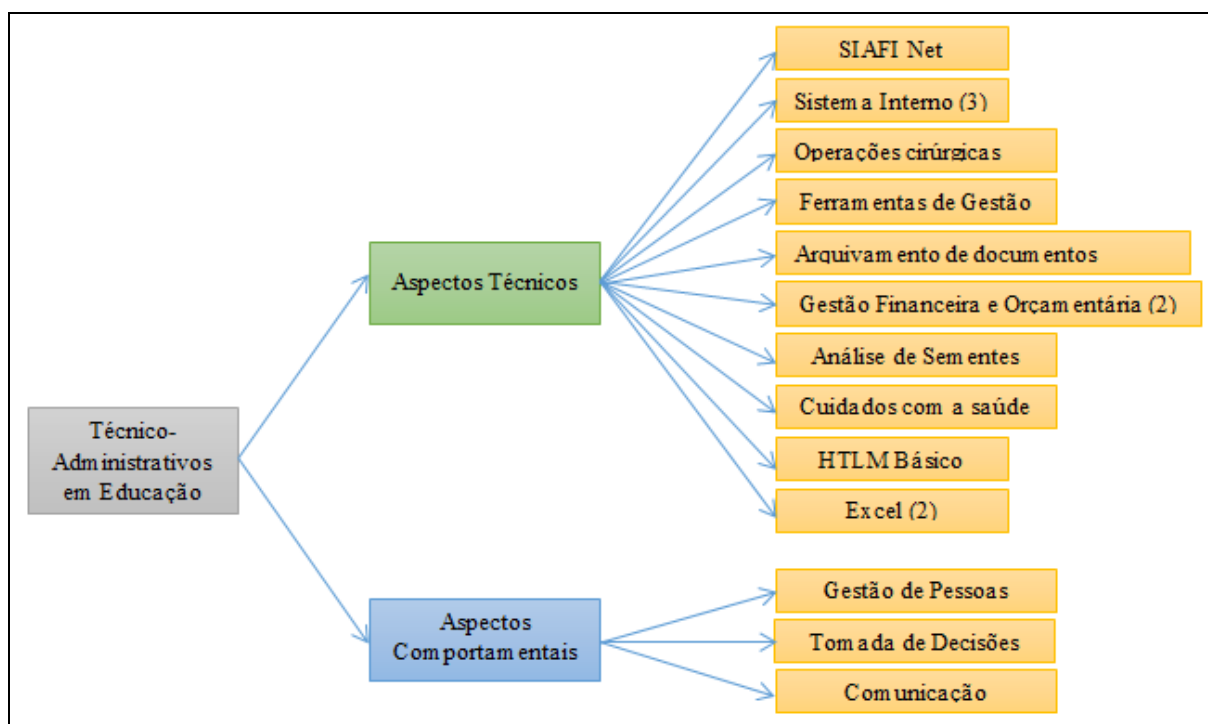 SIAFI Net
Sistema Interno (3)
Operações cirúrgicas
Ferramentas de Gestão
Arquivamento de documentos
Aspectos Técnicos
Gestão Financeira e Orçamentária (2)
Análise de Sementes
Cuidados com a saúde
Técnico-
Administrativos
em Educação
HTLM Básico
Excel (2)
Gestão de Pessoas
Aspectos
Comportamentais
Tomada de Decisões
Comunicação